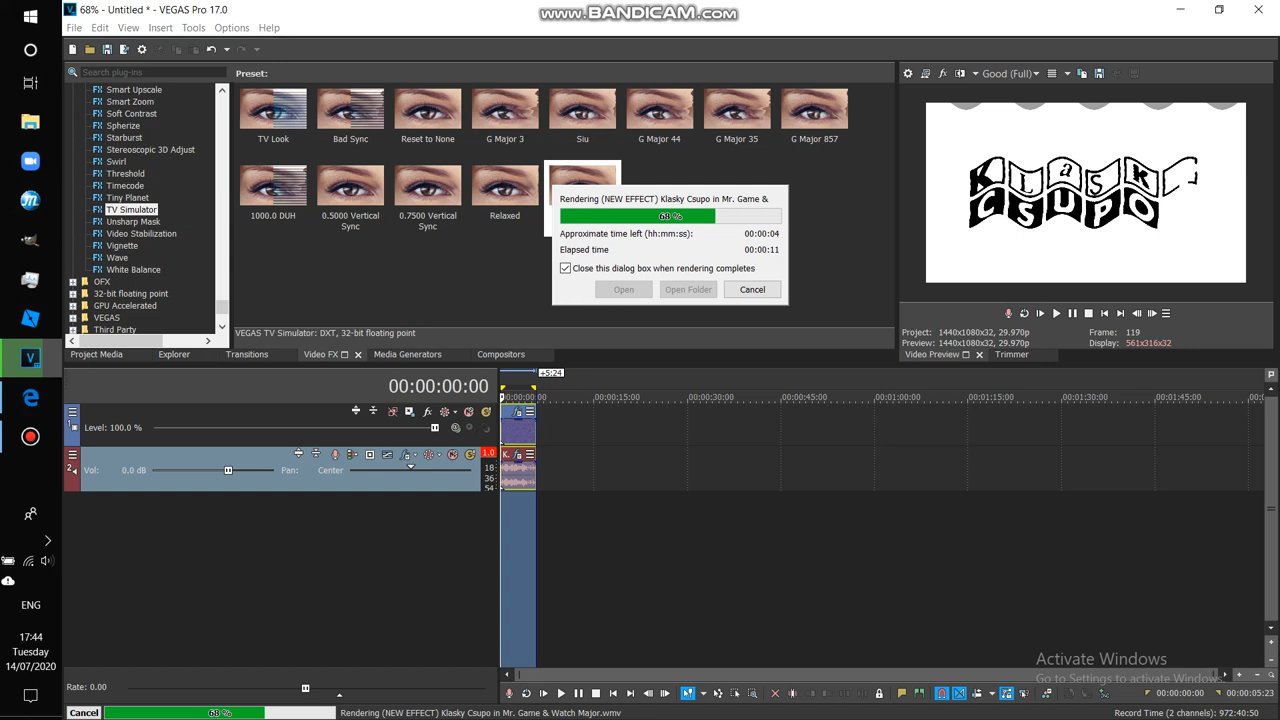 68% - Untitled * - VEGAS Pro 17.0
www.BANDICAM.com
File Edit View Insert Tools Options Help
Search plug-ins
Preset:
Good (Full)
Smart Upscale
Smart Zoom
Soft Contrast
Spherize
Starburst
Stereoscopic 3D Adjust
Swirl
Threshold
Timecode
Tiny Planet
TV Simulator
Unsharp Mask
Video Stabilization
Vignette
Wave
White Balance
OFX
32-bit floating point
GPU Accelerated
VEGAS
Third Party
TV Look
Bad Sync
Reset to None
G Major 3
Siu
G Major 44
G Major 35
G Major 857
1000.0 DUH
0.5000 Vertical Sync
0.7500 Vertical Sync
Relaxed
VEGAS TV Simulator: DXT, 32-bit floating point
Rendering (NEW EFFECT) Klasky Csupo in Mr. Game &
68 %
Approximate time left (hh:mm:ss): 00:00:04
Elapsed time 00:00:11
Close this dialog box when rendering completes
Open Open Folder Cancel
Klasky
CSUPO
Project: 1440x1080x32, 29.970p
Frame: 119
Preview: 1440x1080x32, 29.970p
Display: 561x316x32
Video Preview Trimmer
Project Media Explorer Transitions Video FX Media Generators Compositors
00:00:00:00
+5:24
00:00:00:00 00:00:15:00 00:00:30:00 00:00:45:00 00:01:00:00 00:01:15:00 00:01:30:00 00:01:45:00 00:0
1
Level: 100.0 %
2
Vol: 0.0 dB Pan: Center
1.0
18
36
54
K.
ENG
17:44
Tuesday
14/07/2020
Rate: 0.00
Activate Windows
Go to Settings to activate Windows.
00:00:00:00 00:00:05:23
Cancel 68 % Rendering (NEW EFFECT) Klasky Csupo in Mr. Game & Watch Major.wmv
Record Time (2 channels): 972:40:50